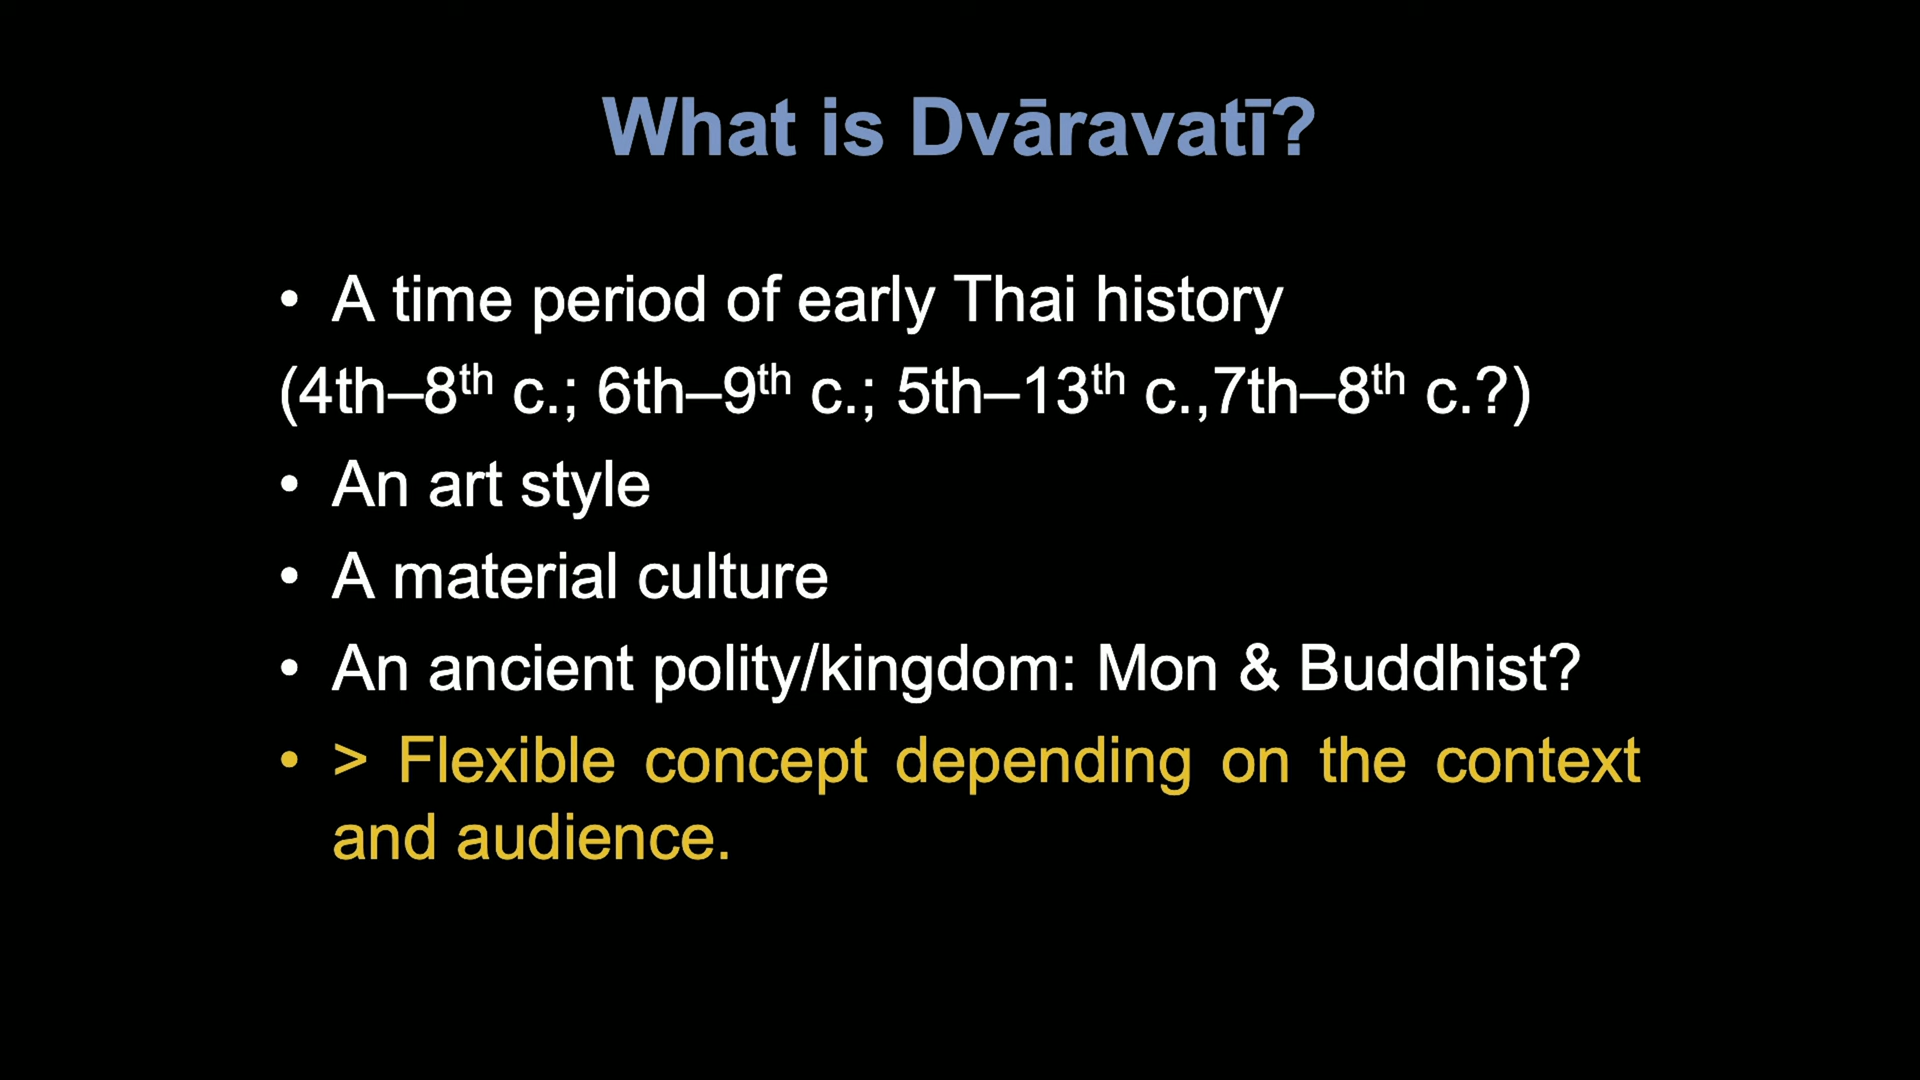 What is Dvāravatī?
• A time period of early Thai history
(4th–8th c.; 6th–9th c.; 5th–13th c.,7th–8th c.?)
• An art style
• A material culture
• An ancient polity/kingdom: Mon & Buddhist?
• > Flexible concept depending on the context
and audience.